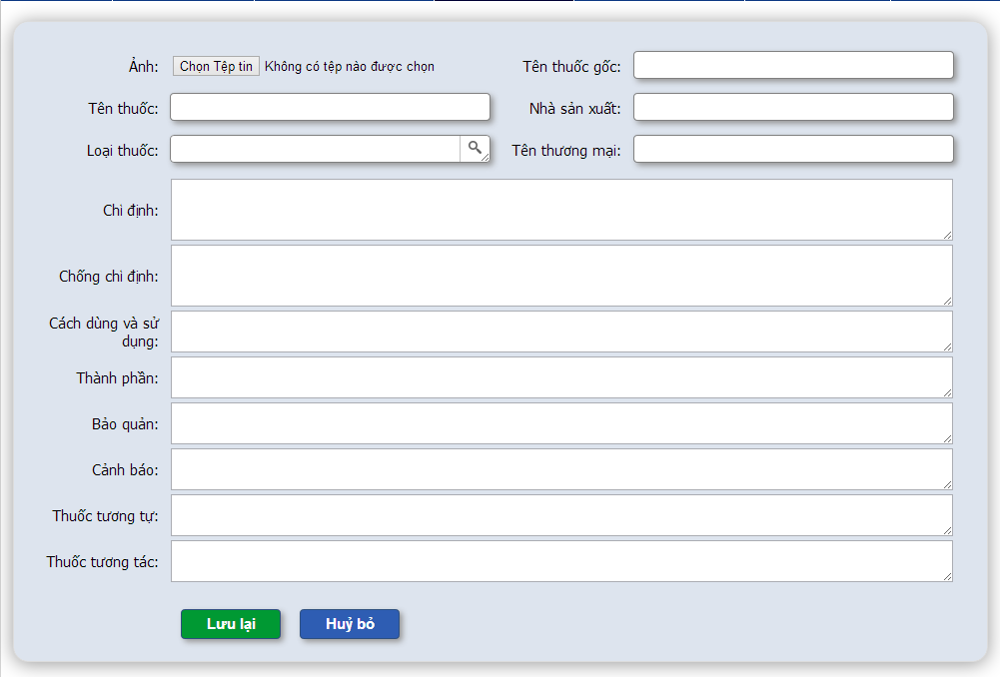 Ảnh: Chọn Tệp tin Không có tệp nào được chọn Tên thuốc gốc:
Tên thuốc: Nhà sản xuất:
Loại thuốc: Tên thương mại:
Chỉ định:
Chống chỉ định:
Cách dùng và sử
dụng:
Thành phần:
Bảo quản:
Cảnh báo:
Thuốc tương tự:
Thuốc tương tác:
Lưu lại Huỷ bỏ